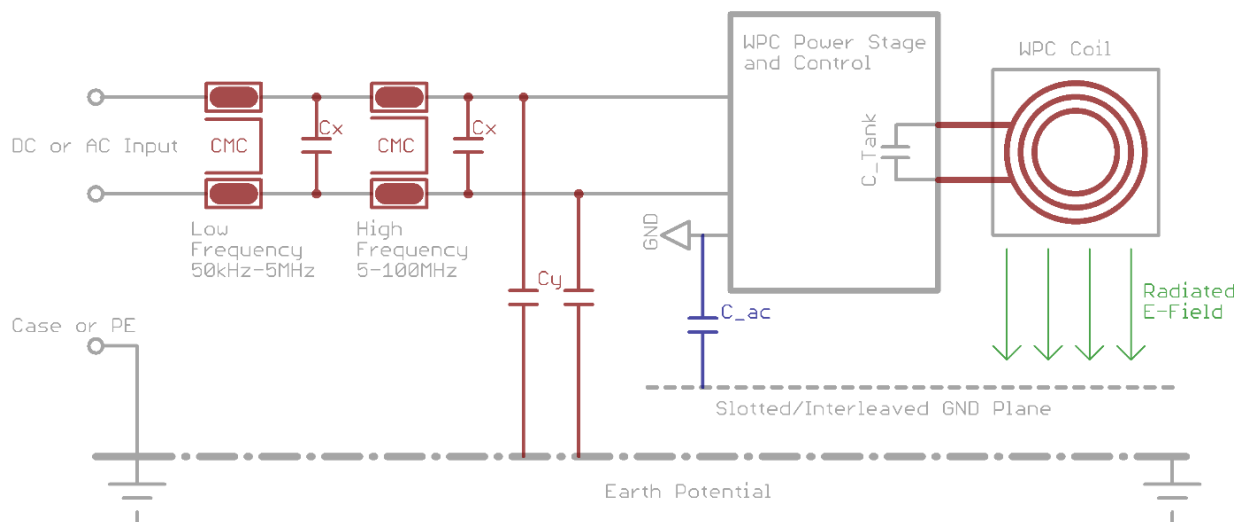 WPC Power Stage
and Control
WPC Coil
DC or AC Input
CMC
Cx
CMC
Cx
C_Tank
Low
Frequency
50kHz-5MHz
High
Frequency
5-100MHz
GND
Cy
C_ac
Radiated
E-Field
Case or PE
Slotted/Interleaved GND Plane
Earth Potential